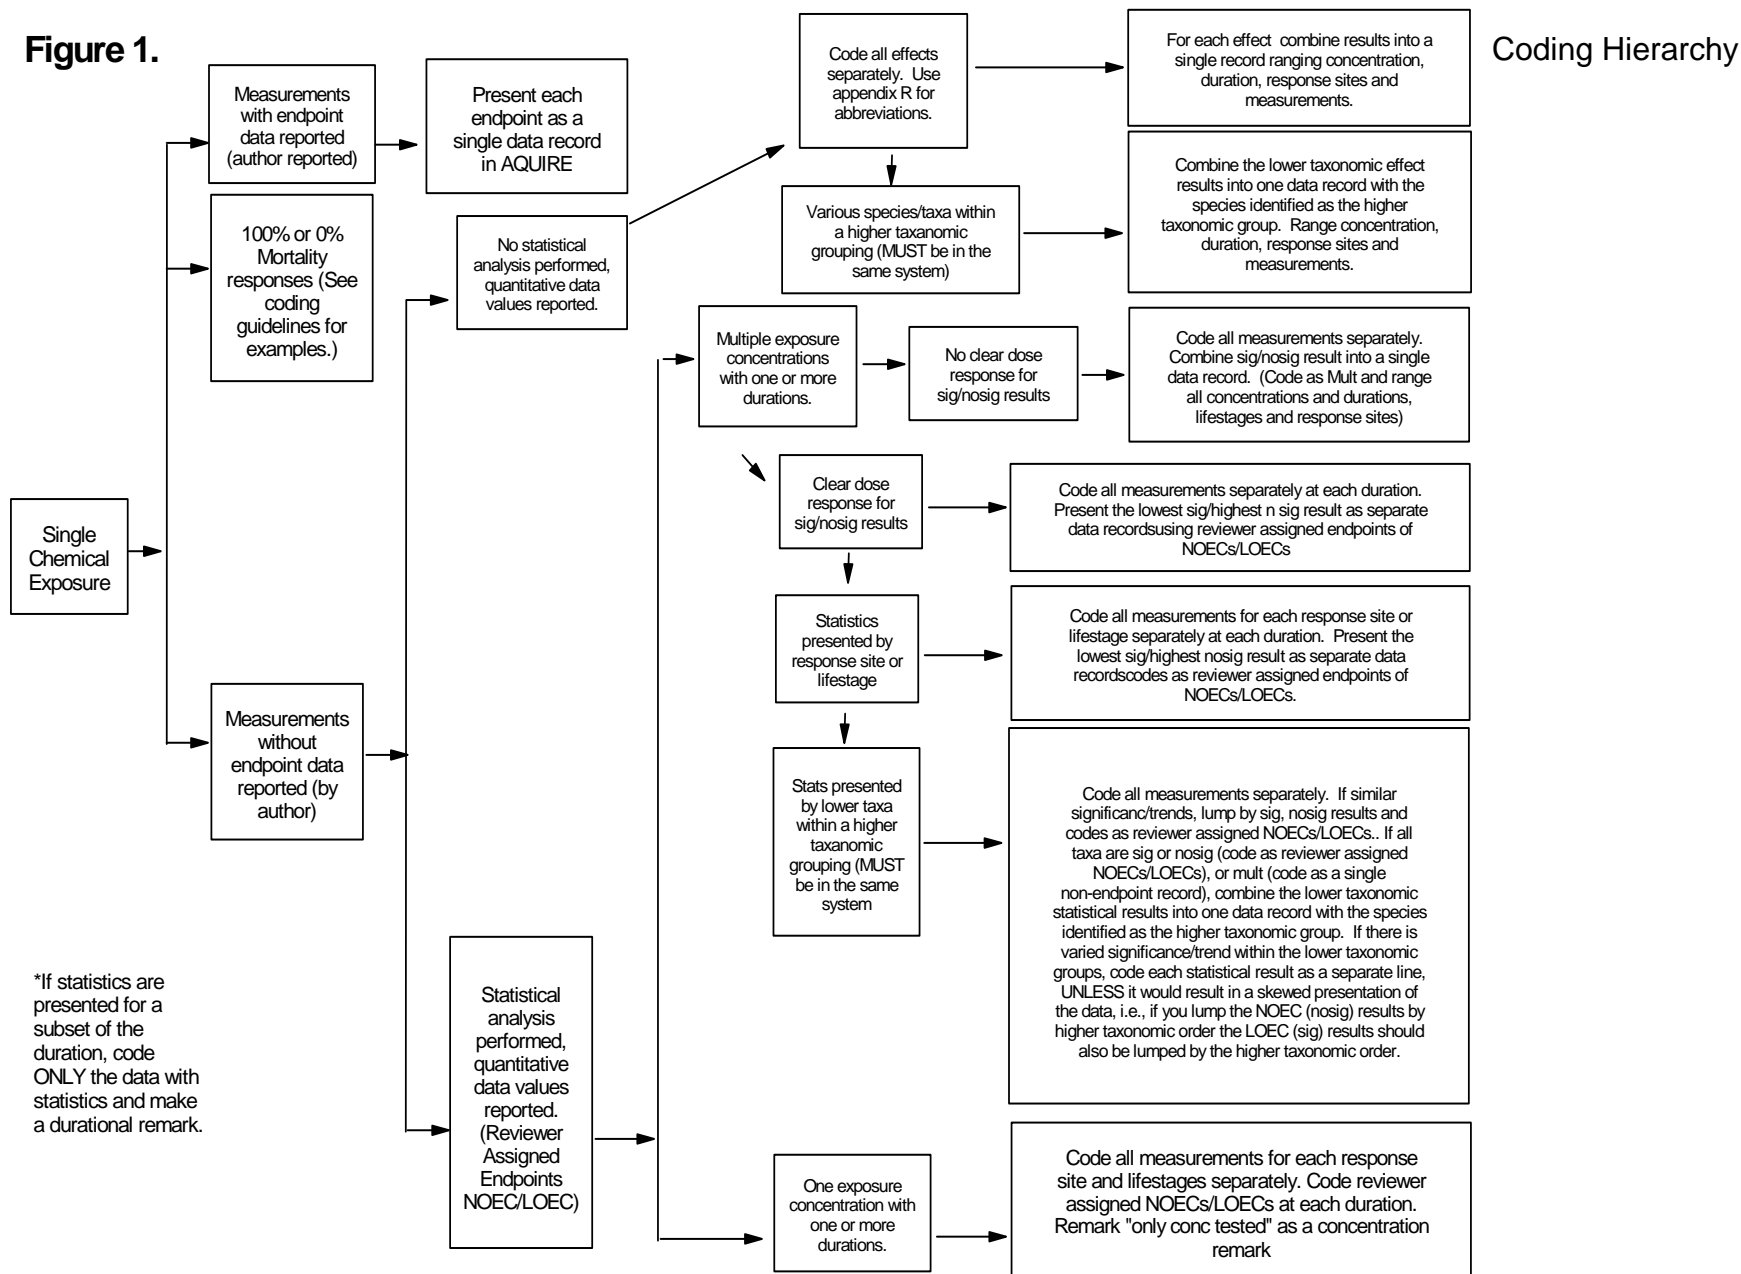 Figure 1.
Coding Hierarchy
Single
Chemical
Exposure
Measurements
with endpoint
data reported
(author reported)
Present each
endpoint as a
single data record
in AQUIRE
100% or 0%
Mortality
responses (See
coding
guidelines for
examples.)
Measurements
without
endpoint data
reported (by
author)
No statistical
analysis performed,
quantitative data
values reported.
Code all effects
separately. Use
appendix R for
abbreviations.
For each effect combine results into a
single record ranging concentration,
duration, response sites and
measurements.
Various species/taxa within
a higher taxanomic
grouping (MUST be in the
same system)
Combine the lower taxonomic effect
results into one data record with the
species identified as the higher
taxonomic group. Range concentration,
duration, response sites and
measurements.
Statistical
analysis
performed,
quantitative
data values
reported.
(Reviewer
Assigned
Endpoints
NOEC/LOEC)
Multiple exposure
concentrations
with one or more
durations.
No clear dose
response for
sig/nosig results
Code all measurements separately.
Combine sig/nosig result into a single
data record. (Code as Mult and range
all concentrations and durations,
lifestages and response sites)
Clear dose
response for
sig/nosig results
Code all measurements separately at each duration.
Present the lowest sig/highest n sig result as separate
data recordsusing reviewer assigned endpoints of
NOECs/LOECs
Statistics
presented by
response site or
lifestage
Code all measurements for each response site or
lifestage separately at each duration. Present the
lowest sig/highest nosig result as separate data
recordscodes as reviewer assigned endpoints of
NOECs/LOECs.
Stats presented
by lower taxa
within a higher
taxanomic
grouping (MUST
be in the same
system
Code all measurements separately. If similar
significanc/trends, lump by sig, nosig results and
codes as reviewer assigned NOECs/LOECs.. If all
taxa are sig or nosig (code as reviewer assigned
NOECs/LOECs), or mult (code as a single
non-endpoint record), combine the lower taxonomic
statistical results into one data record with the species
identified as the higher taxonomic group. If there is
varied significance/trend within the lower taxonomic
groups, code each statistical result as a separate line,
UNLESS it would result in a skewed presentation of
the data, i.e., if you lump the NOEC (nosig) results by
higher taxonomic order the LOEC (sig) results should
also be lumped by the higher taxonomic order.
One exposure
concentration with
one or more
durations.
Code all measurements for each response
site and lifestages separately. Code reviewer
assigned NOECs/LOECs at each duration.
Remark "only conc tested" as a concentration
remark
*If statistics are
presented for a
subset of the
duration, code
ONLY the data with
statistics and make
a durational remark.